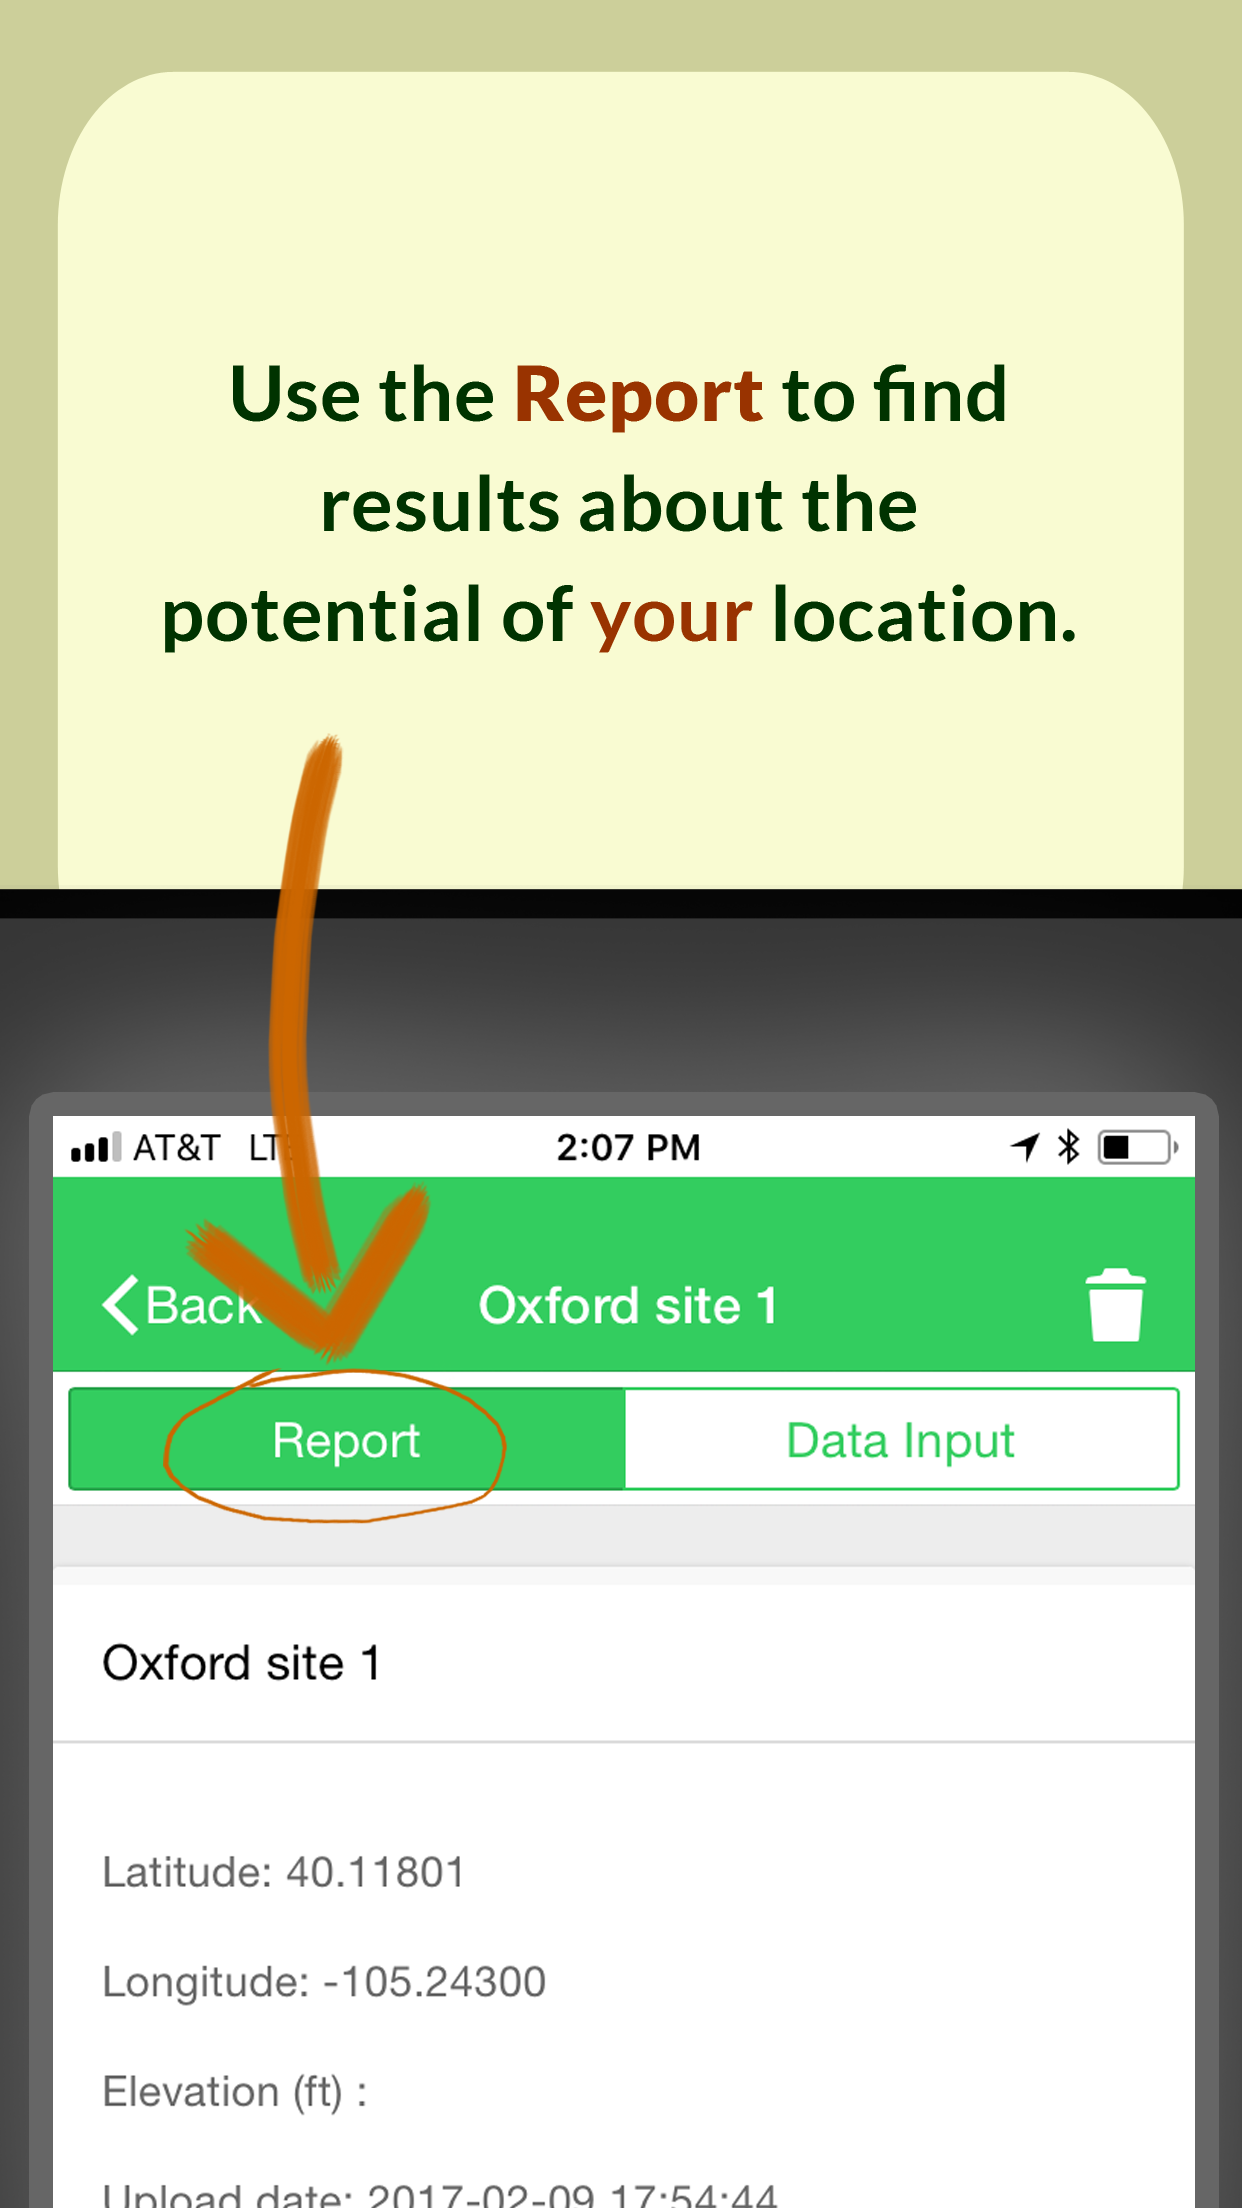 Use the Report to find
results about the
potential of your location.
AT&T 2:07 PM
Back Oxford site 1
Report Data Input
Oxford site 1
Latitude: 40.11801
Longitude: -105.24300
Elevation (ft) :
Upload date: 2017-02-09 17:54:44